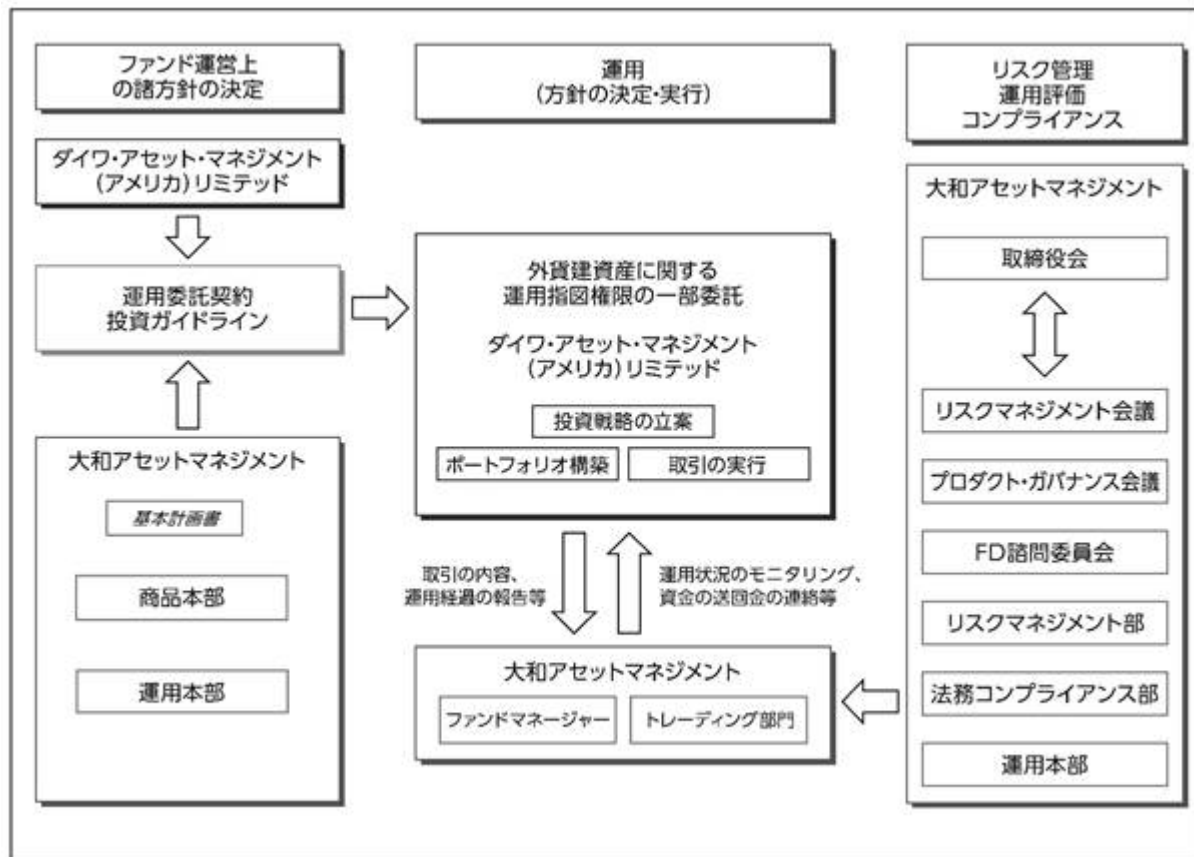 ファンド運営上
の諸方針の決定
ダイワ・アセット・マネジメント
(アメリカ)リミテッド
運用委託契約
投資ガイドライン
大和アセットマネジメント
基本計画書
商品本部
運用本部
運用
(方針の決定・実行)
外貨建資産に関する
運用指図権限の一部委託
ダイワ・アセット・マネジメント
(アメリカ)リミテッド
投資戦略の立案
ポートフォリオ構築
取引の実行
取引の内容、
運用経過の報告等
運用状況のモニタリング、
資金の送回金の連絡等
大和アセットマネジメント
ファンドマネージャー
トレーディング部門
リスク管理
運用評価
コンプライアンス
大和アセットマネジメント
取締役会
リスクマネジメント会議
プロダクト・ガバナンス会議
FD諮問委員会
リスクマネジメント部
法務コンプライアンス部
運用本部